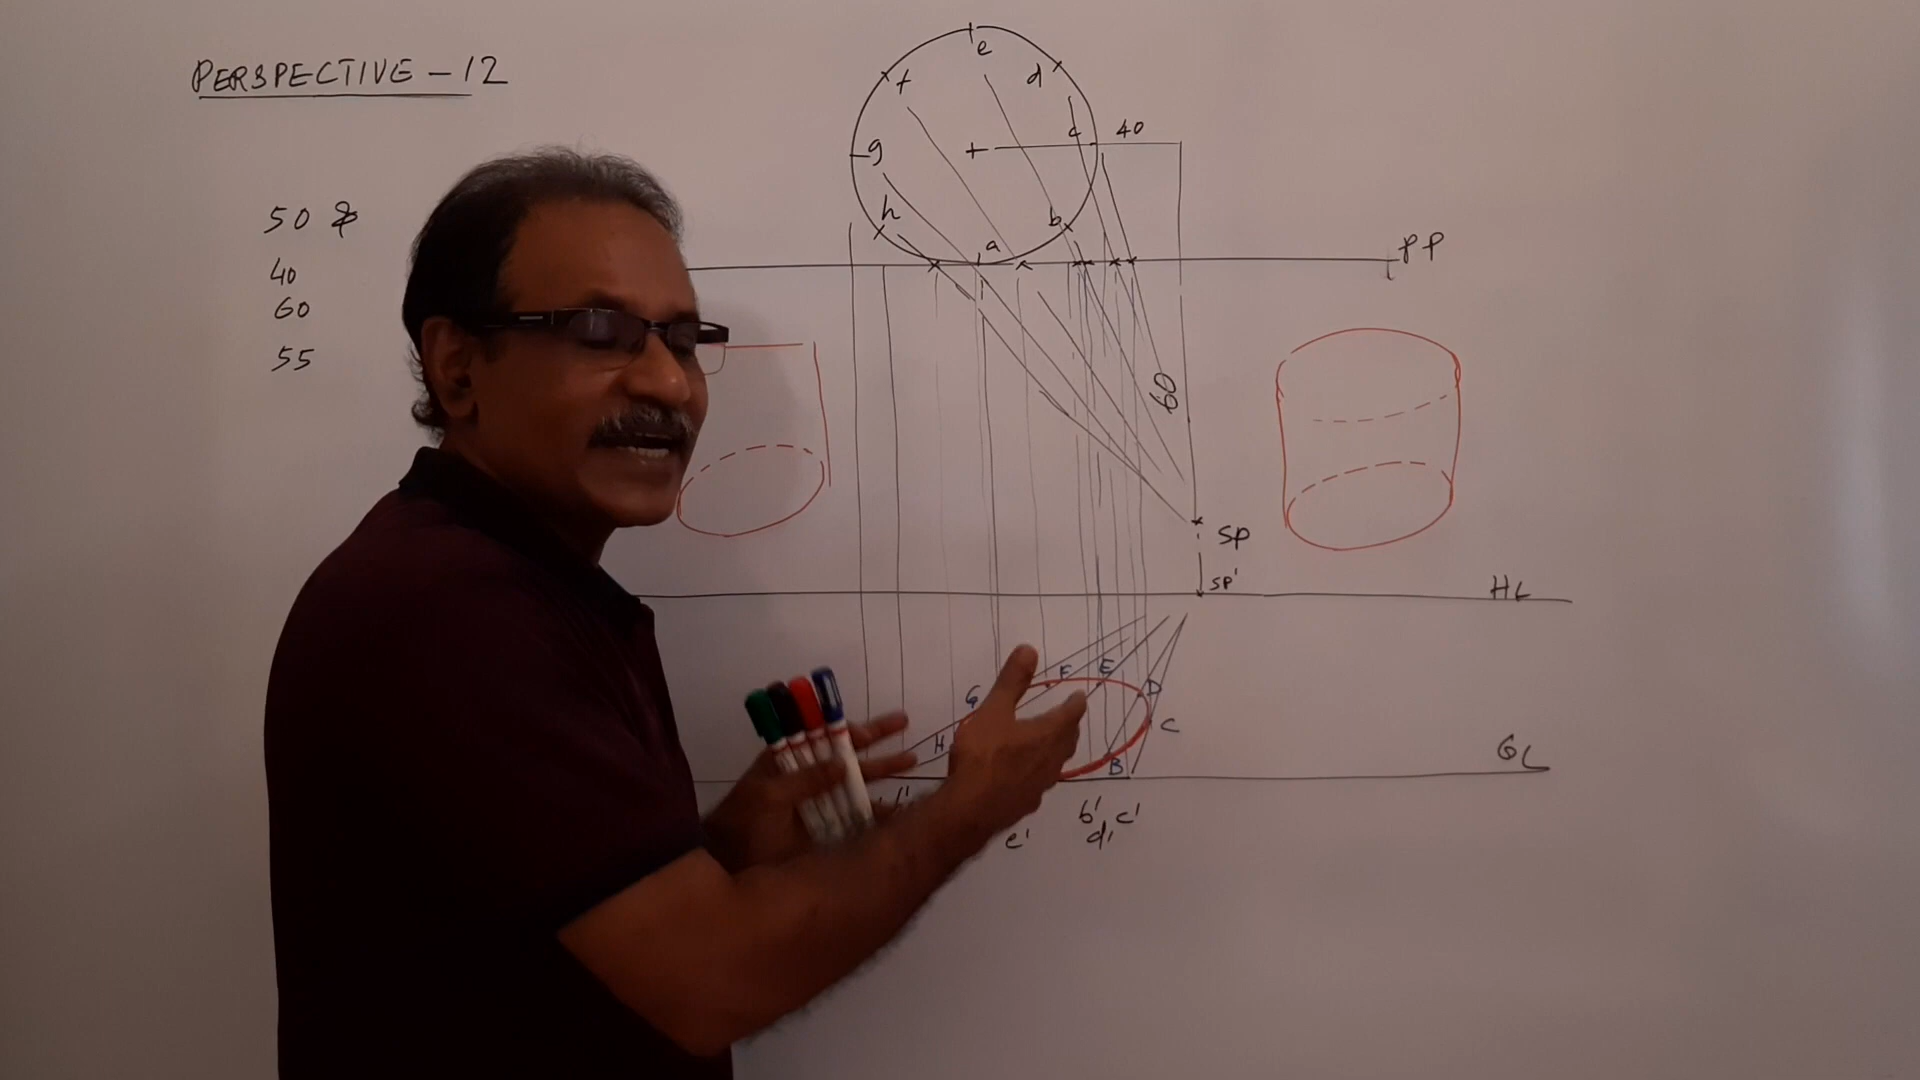 PERSPECTIVE - 12
50 φ
40
60
55
e
f
d
c
40
g
h
b
a
PP
60
SP
SP'
HL
F
E
D
G
C
H
B
GL
h'
b'
c'
e'
d'